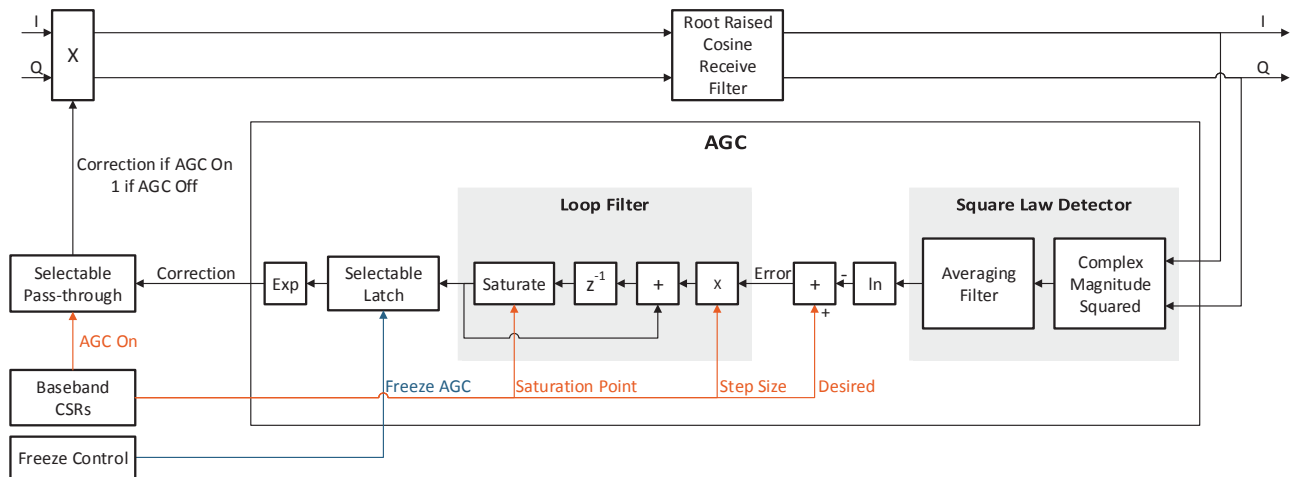 I
Q
X
Root Raised
Cosine
Receive
Filter
I
Q
AGC
Correction if AGC On
1 if AGC Off
Loop Filter
Square Law Detector
Selectable
Pass-through
Correction
Exp
Selectable
Latch
Saturate
z-1
+
x
Error
+
-
+
ln
Averaging
Filter
Complex
Magnitude
Squared
AGC On
Baseband
CSRs
Freeze AGC
Saturation Point
Step Size
Desired
Freeze Control